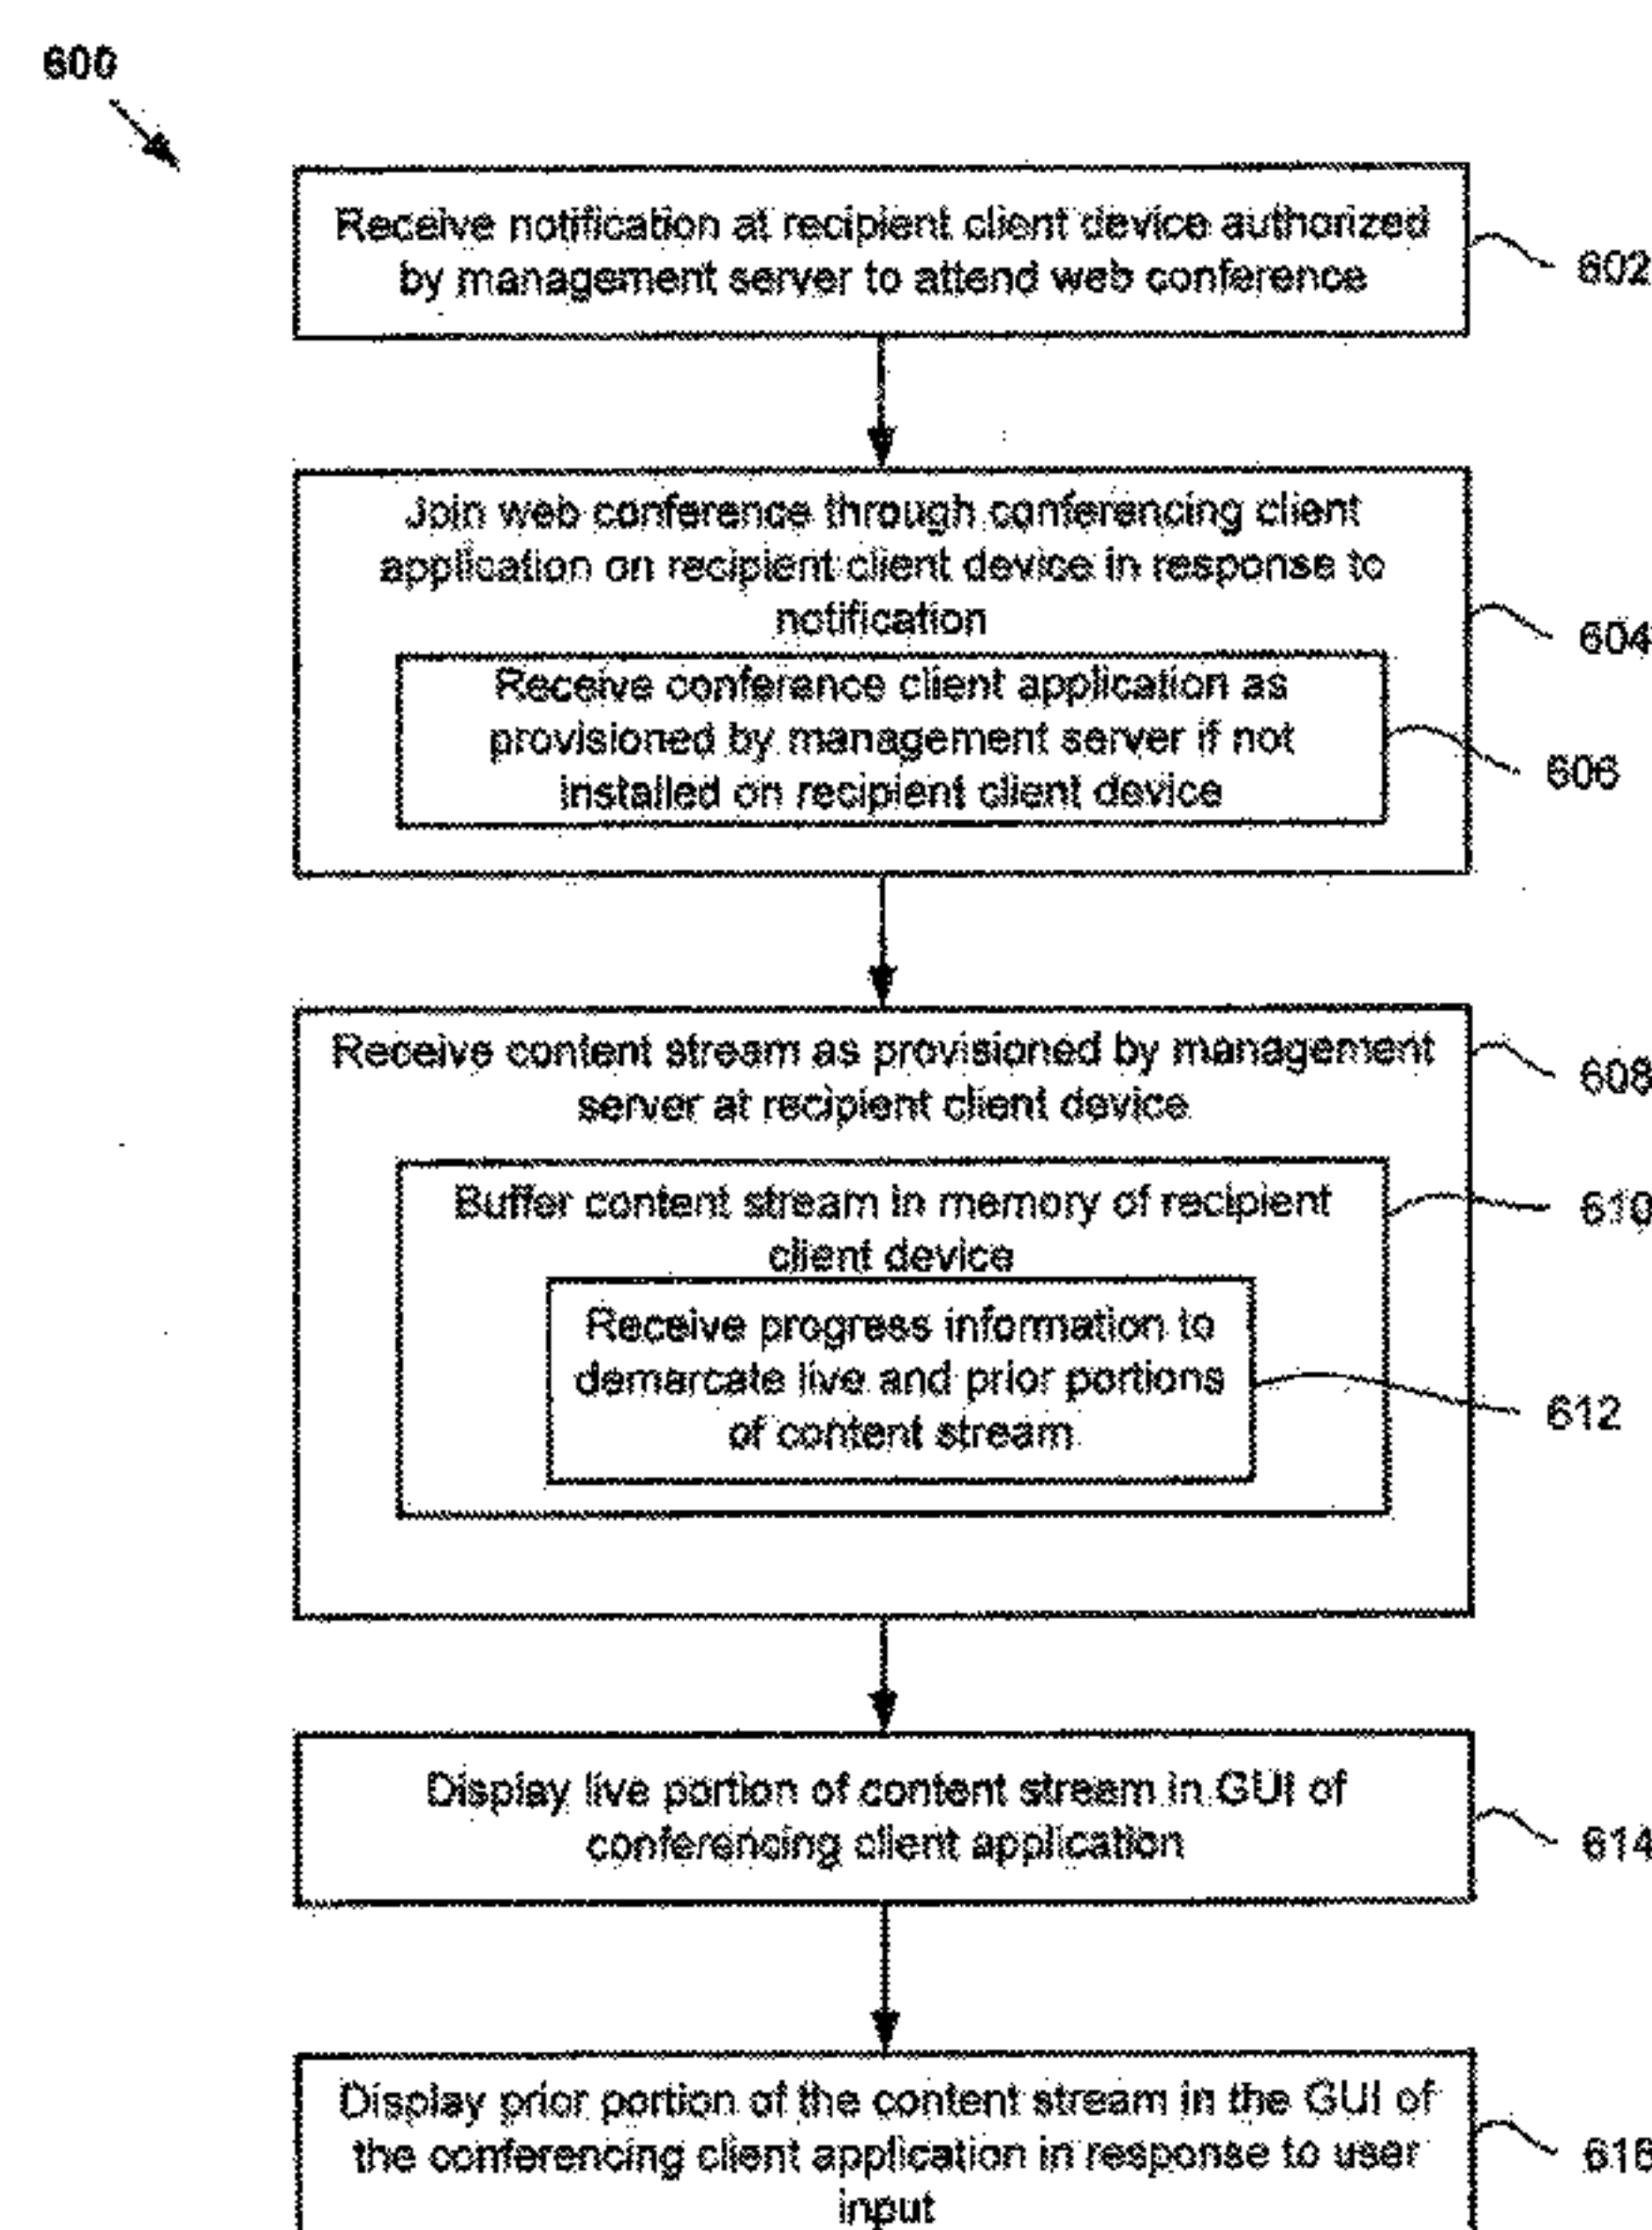 600
Receive notification at recipient client device authorized
by management server to attend web conference
602
Join web conference through conferencing client
application on recipient client device in response to
notification
604
Receive conference client application as
provisioned by management server if not
installed on recipient client device
606
Receive content stream as provisioned by management
server at recipient client device
608
Buffer content stream in memory of recipient
client device
610
Receive progress information to
demarcate live and prior portions
of content stream
612
Display live portion of content stream in GUI of
conferencing client application
614
Display prior portion of the content stream in the GUI of
the conferencing client application in response to user
input
616